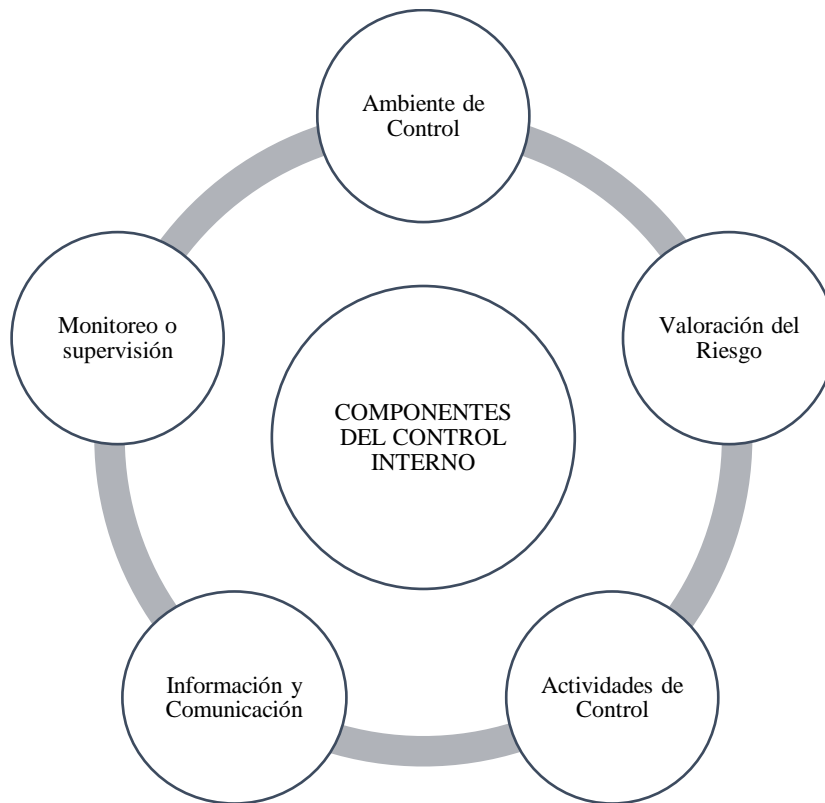 Ambiente de
Control
Valoración del
Riesgo
Actividades de
Control
Información y
Comunicación
Monitoreo o
supervisión
COMPONENTES
DEL CONTROL
INTERNO